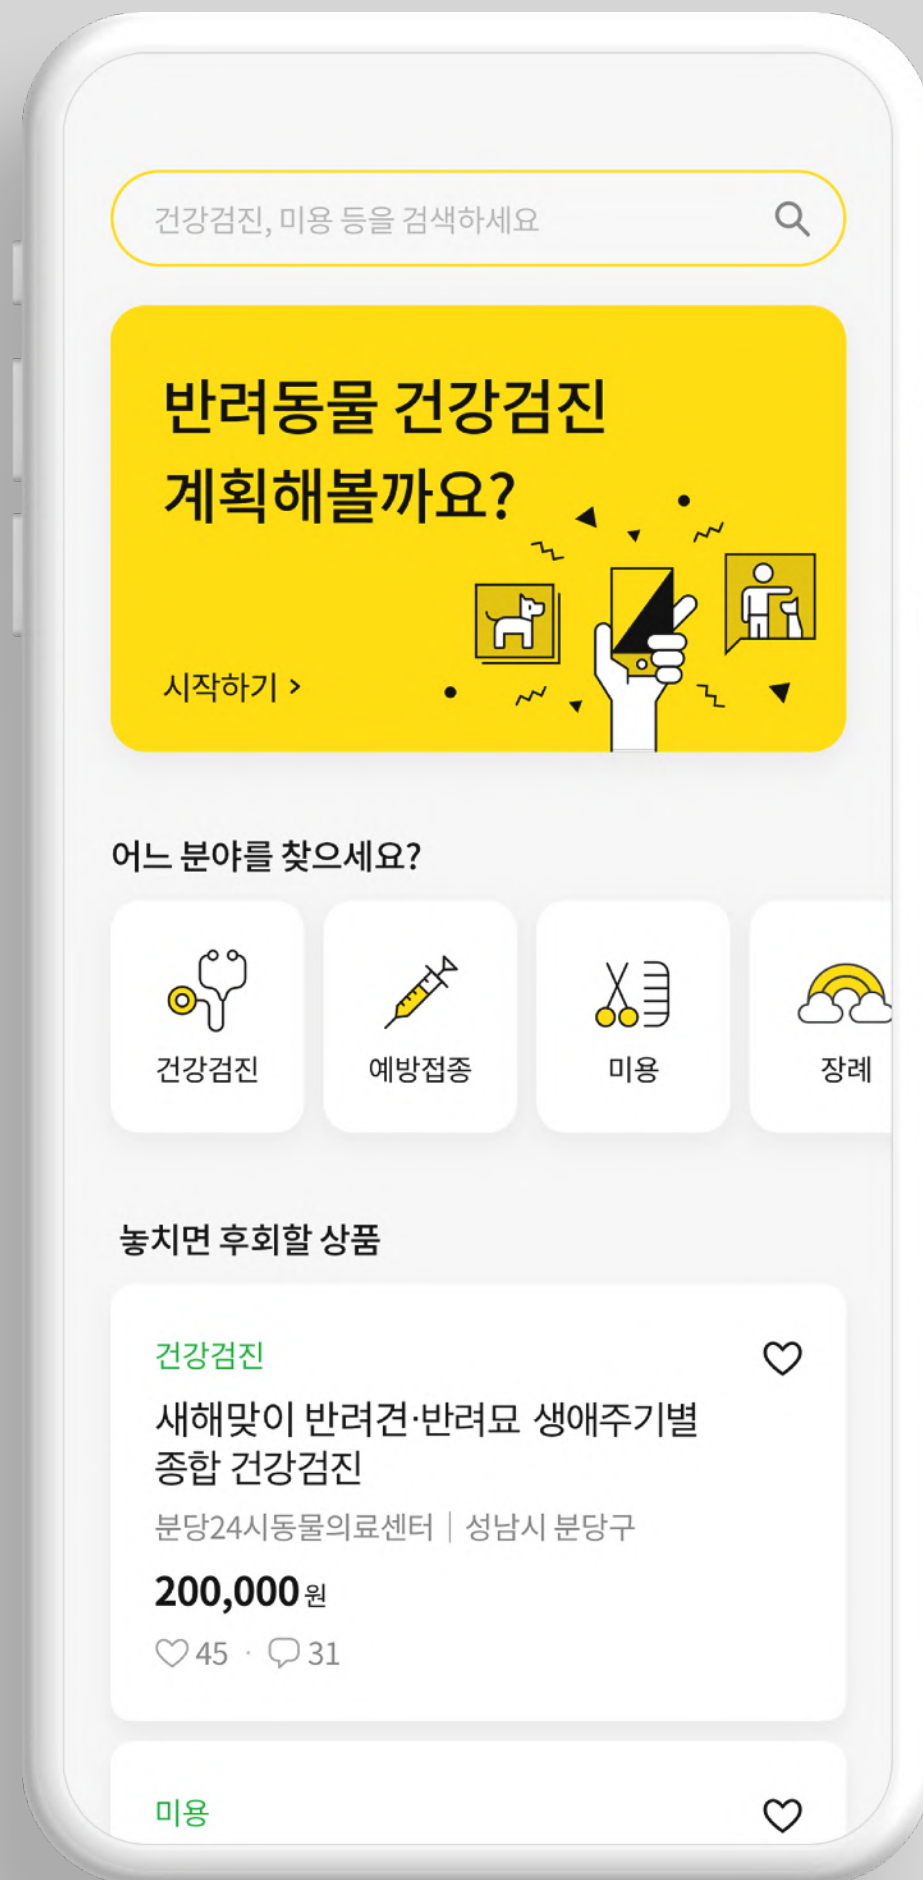 건강검진, 미용 등을 검색하세요
반려동물 건강검진
계획해볼까요?
시작하기 >
어느 분야를 찾으세요?
건강검진
예방접종
미용
장례
놓치면 후회할 상품
건강검진
새해맞이 반려견·반려묘 생애주기별
종합 건강검진
분당24시동물의료센터 | 성남시 분당구
200,000원
45 · 31
미용